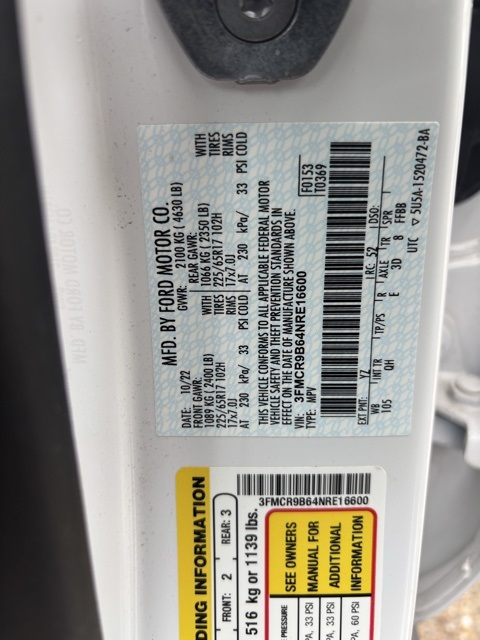 MFD. BY FORD MOTOR CO.
DATE: 10/22 GVWR: 2100 KG ( 4630 LB)
FRONT GAWR: REAR GAWR: WITH
1089 KG ( 2400 LB) 1066 KG ( 2350 LB) TIRES
225/65R17 102H 225/65R17 102H RIMS
17x7.0J 17x7.0J
AT 230 kPa/ 33 PSI COLD AT 230 kPa/ 33 PSI COLD
THIS VEHICLE CONFORMS TO ALL APPLICABLE FEDERAL MOTOR
VEHICLE SAFETY AND THEFT PREVENTION STANDARDS IN
EFFECT ON THE DATE OF MANUFACTURE SHOWN ABOVE.
VIN: 3FMCR9B64NRE16600
TYPE: MPV
F0153
T0369
EXT PNT: YZ RC: 52 DSO:
WB INT TR TP/PS R AXLE TR SPR
105 QH E 3D 8 FFBB
UTC ▽ 5U5A-1520472-BA
DING INFORMATION
FRONT: 2 REAR: 3
516 kg or 1139 lbs.
3FMCR9B64NRE16600
PRESSURE
PA, 33 PSI
PA, 33 PSI
PA, 60 PSI
SEE OWNERS
MANUAL FOR
ADDITIONAL
INFORMATION